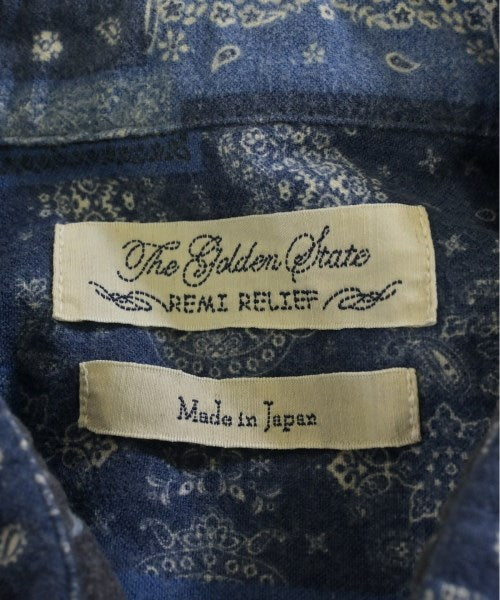 The Golden State
REMI RELIEF
Made in Japan